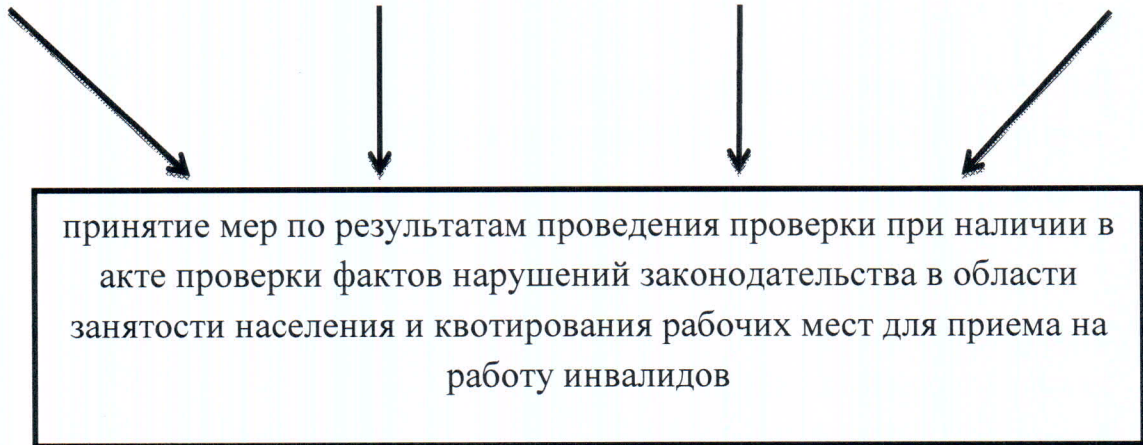 принятие мер по результатам проведения проверки при наличии в
акте проверки фактов нарушений законодательства в области
занятости населения и квотирования рабочих мест для приема на
работу инвалидов